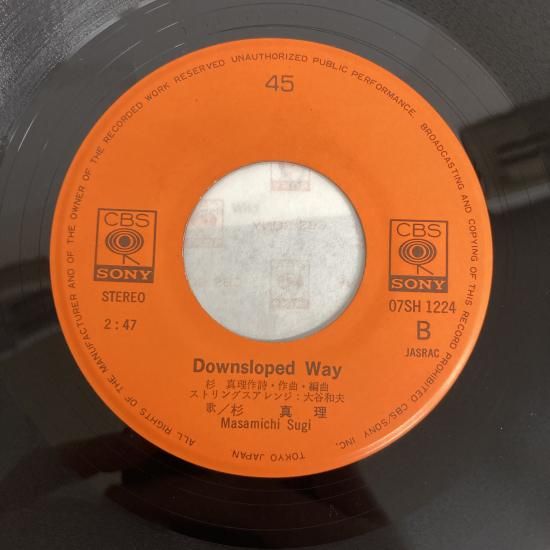 ALL RIGHTS OF THE MANUFACTURER AND OF THE OWNER OF THE RECORDED WORK RESERVED UNAUTHORIZED PUBLIC PERFORMANCE. BROADCASTING AND COPYING OF THIS RECORD PROHIBITED CBS/SONY INC. TOKYO JAPAN.
45
CBS
SONY
STEREO
2:47
CBS
SONY
07SH 1224
B
JASRAC
Downsloped Way
杉 真理作詩・作曲・編曲
ストリングスアレンジ:大谷和夫
歌/杉 真 理
Masamichi Sugi
CBS/SONY